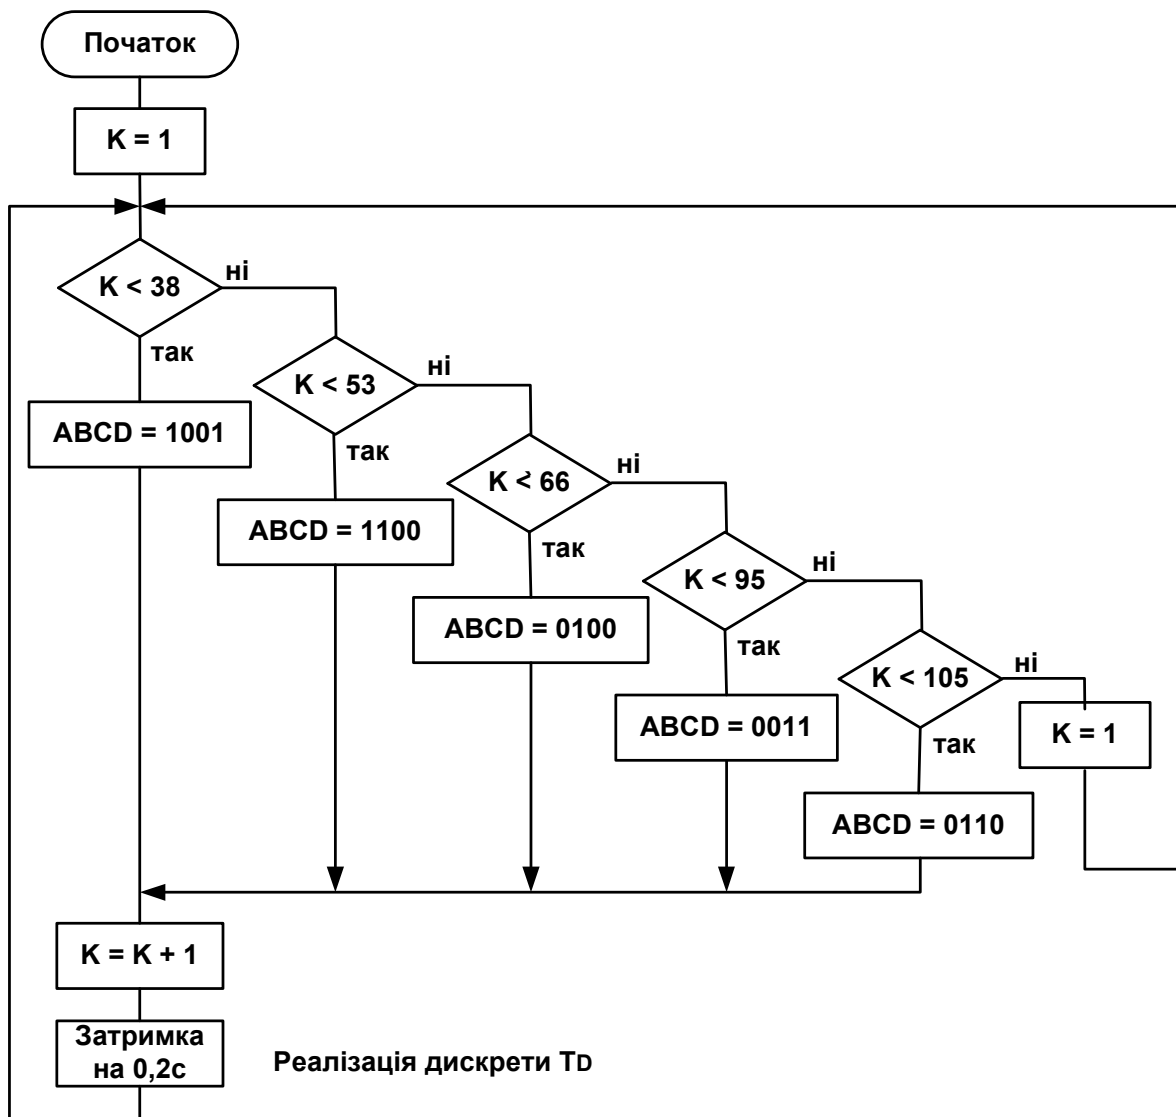 Початок
K = 1
K < 38
ні
так
K < 53
ні
ABCD = 1001
так
K < 66
ні
ABCD = 1100
так
K < 95
ні
ABCD = 0100
так
K < 105
ні
ABCD = 0011
так
K = 1
ABCD = 0110
K = K + 1
Затримка
на 0,2с
Реалізація дискрети TD